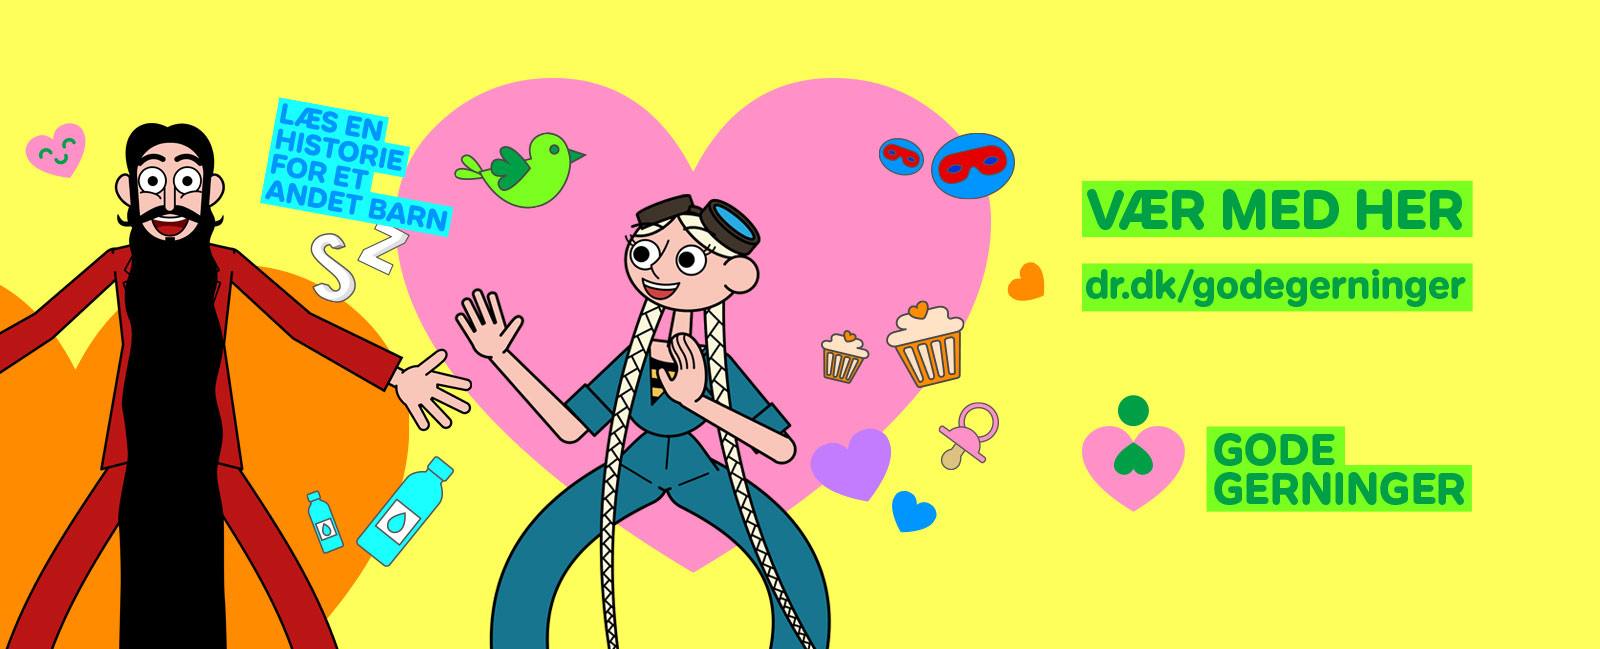 LÆS EN
HISTORIE
FOR ET
ANDET BARN
S
Z
VÆR MED HER
dr.dk/godegerninger
GODE
GERNINGER